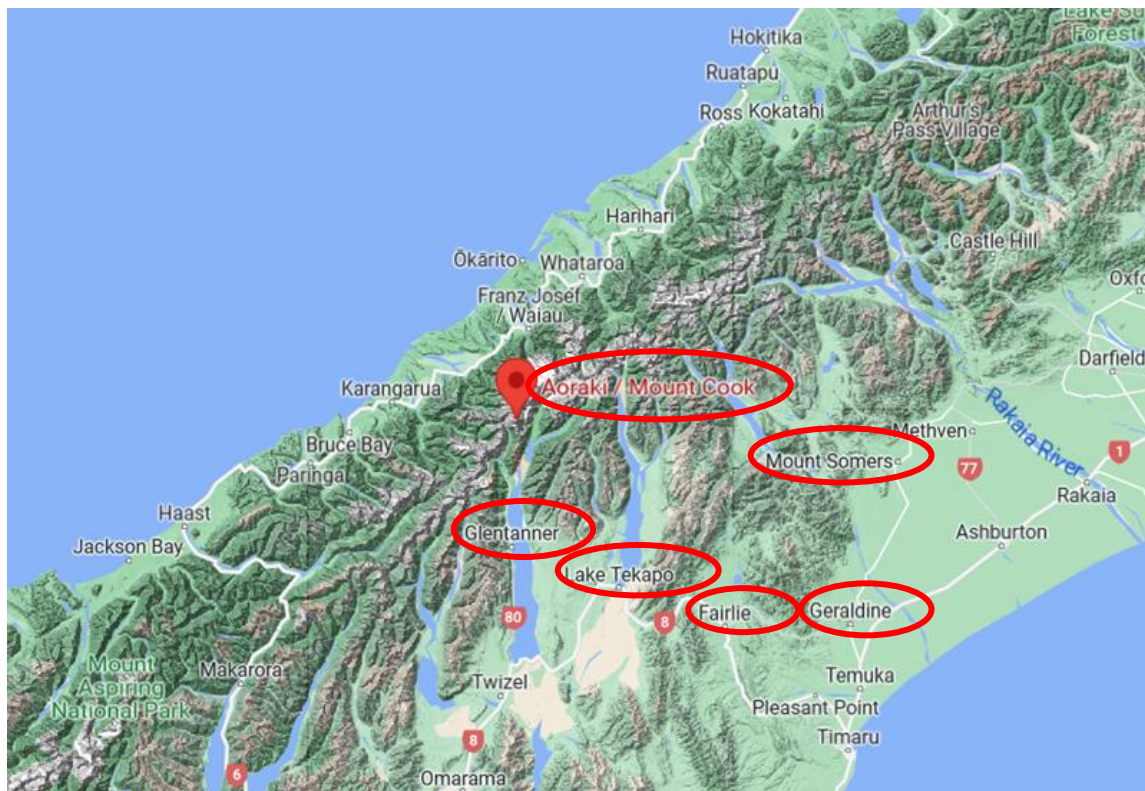 Lake Su
Forest
Hokitika
Ruatapu
Ross
Kokatahi
Arthur's
Pass Village
Harihari
Castle Hill
Ōkārito
Whataroa
Oxfo
Franz Josef
/ Waiau
Darfield
Aoraki / Mount Cook
Karangarua
Rakaia River
Methven
Bruce Bay
1
Mount Somers
77
Paringa
Rakaia
Haast
Glentanner
Ashburton
Jackson Bay
Lake Tekapo
80
Fairlie
Geraldine
8
Mount
Aspiring
National Park
Makarora
Twizel
Temuka
Pleasant Point
Timaru
8
6
Omarama